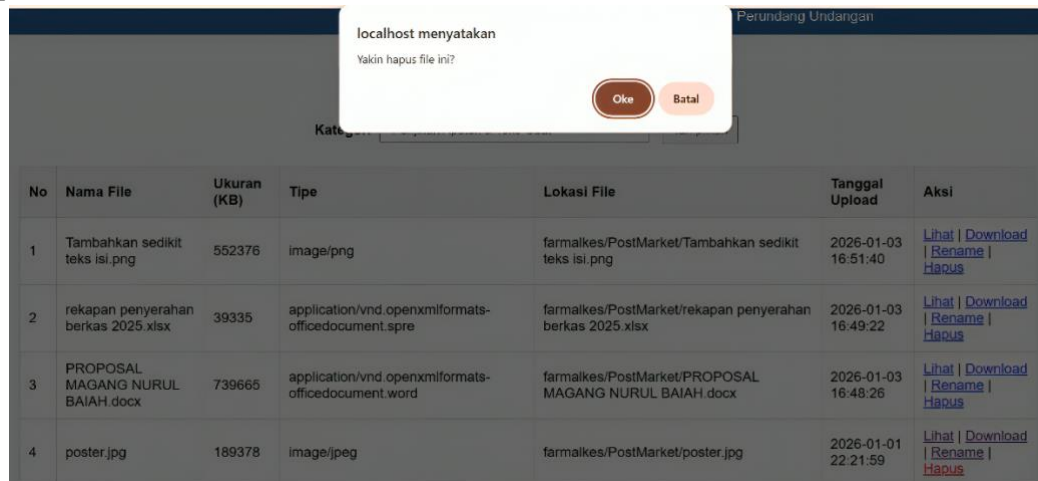 Perundang Undangan
localhost menyatakan
Yakin hapus file ini?
Oke Batal
No Nama File Ukuran (KB) Tipe Lokasi File Tanggal Upload Aksi
1 Tambahkan sedikit teks isi.png 552376 image/png farmalkes/PostMarket/Tambahkan sedikit teks isi.png 2026-01-03 16:51:40 Lihat | Download | Rename | Hapus
2 rekapan penyerahan berkas 2025.xlsx 39335 application/vnd.openxmlformats-officedocument.spre farmalkes/PostMarket/rekapan penyerahan berkas 2025.xlsx 2026-01-03 16:49:22 Lihat | Download | Rename | Hapus
3 PROPOSAL MAGANG NURUL BAIAH.docx 739665 application/vnd.openxmlformats-officedocument.word farmalkes/PostMarket/PROPOSAL MAGANG NURUL BAIAH.docx 2026-01-03 16:48:26 Lihat | Download | Rename | Hapus
4 poster.jpg 189378 image/jpeg farmalkes/PostMarket/poster.jpg 2026-01-01 22:21:59 Lihat | Download | Rename | Hapus